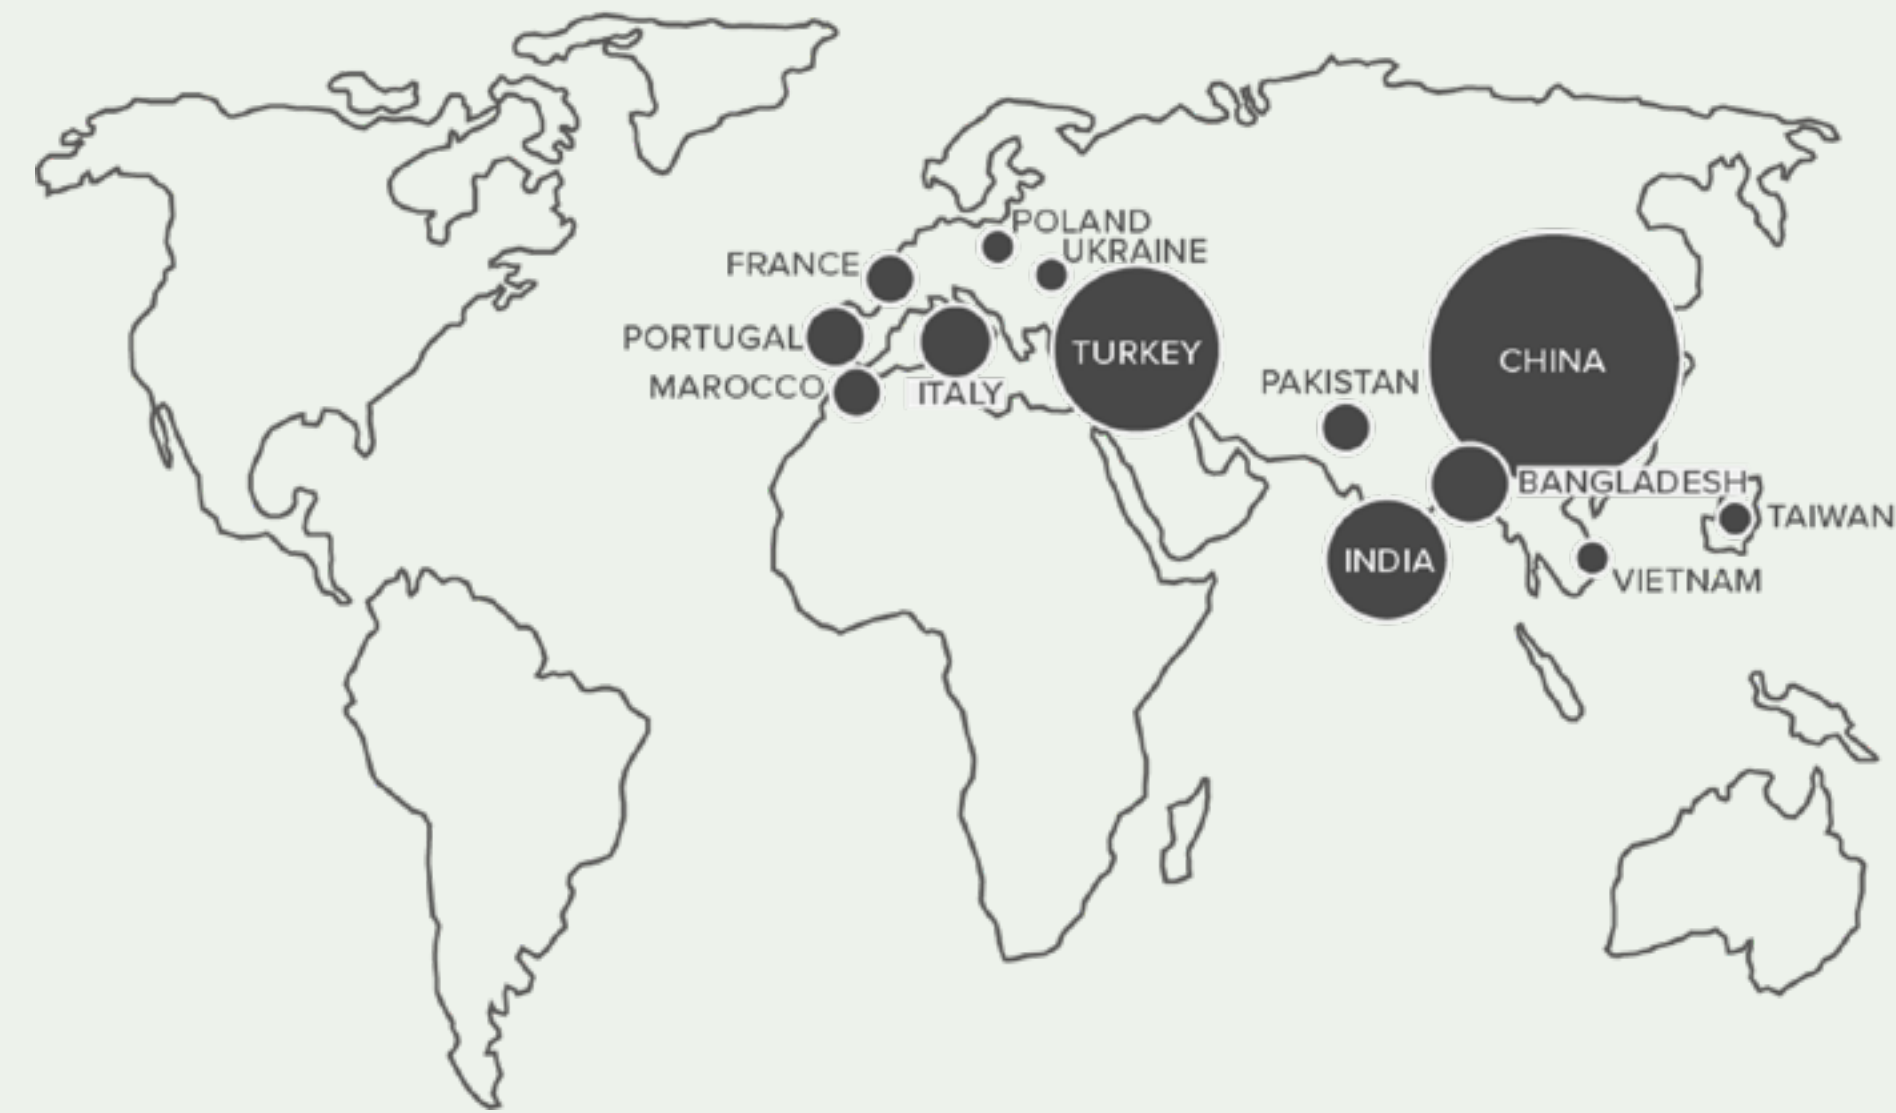 POLAND
UKRAINE
FRANCE
PORTUGAL
TURKEY
CHINA
MAROCCO
ITALY
PAKISTAN
BANGLADESH
TAIWAN
INDIA
VIETNAM